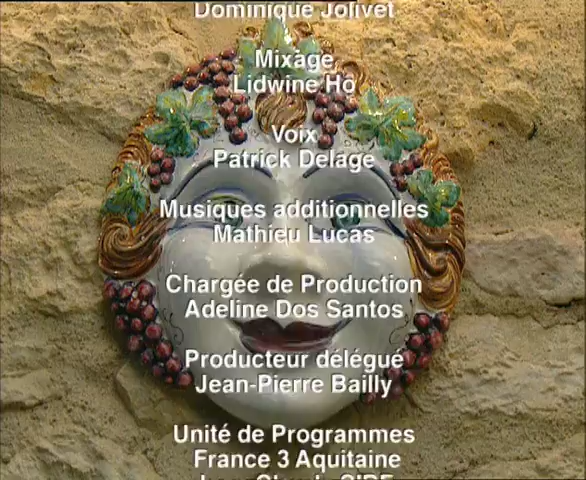 Dominique Jolivet
Mixage
Lidwine Ho
Voix
Patrick Delage
Musiques additionnelles
Mathieu Lucas
Chargée de Production
Adeline Dos Santos
Producteur délégué
Jean-Pierre Bailly
Unité de Programmes
France 3 Aquitaine